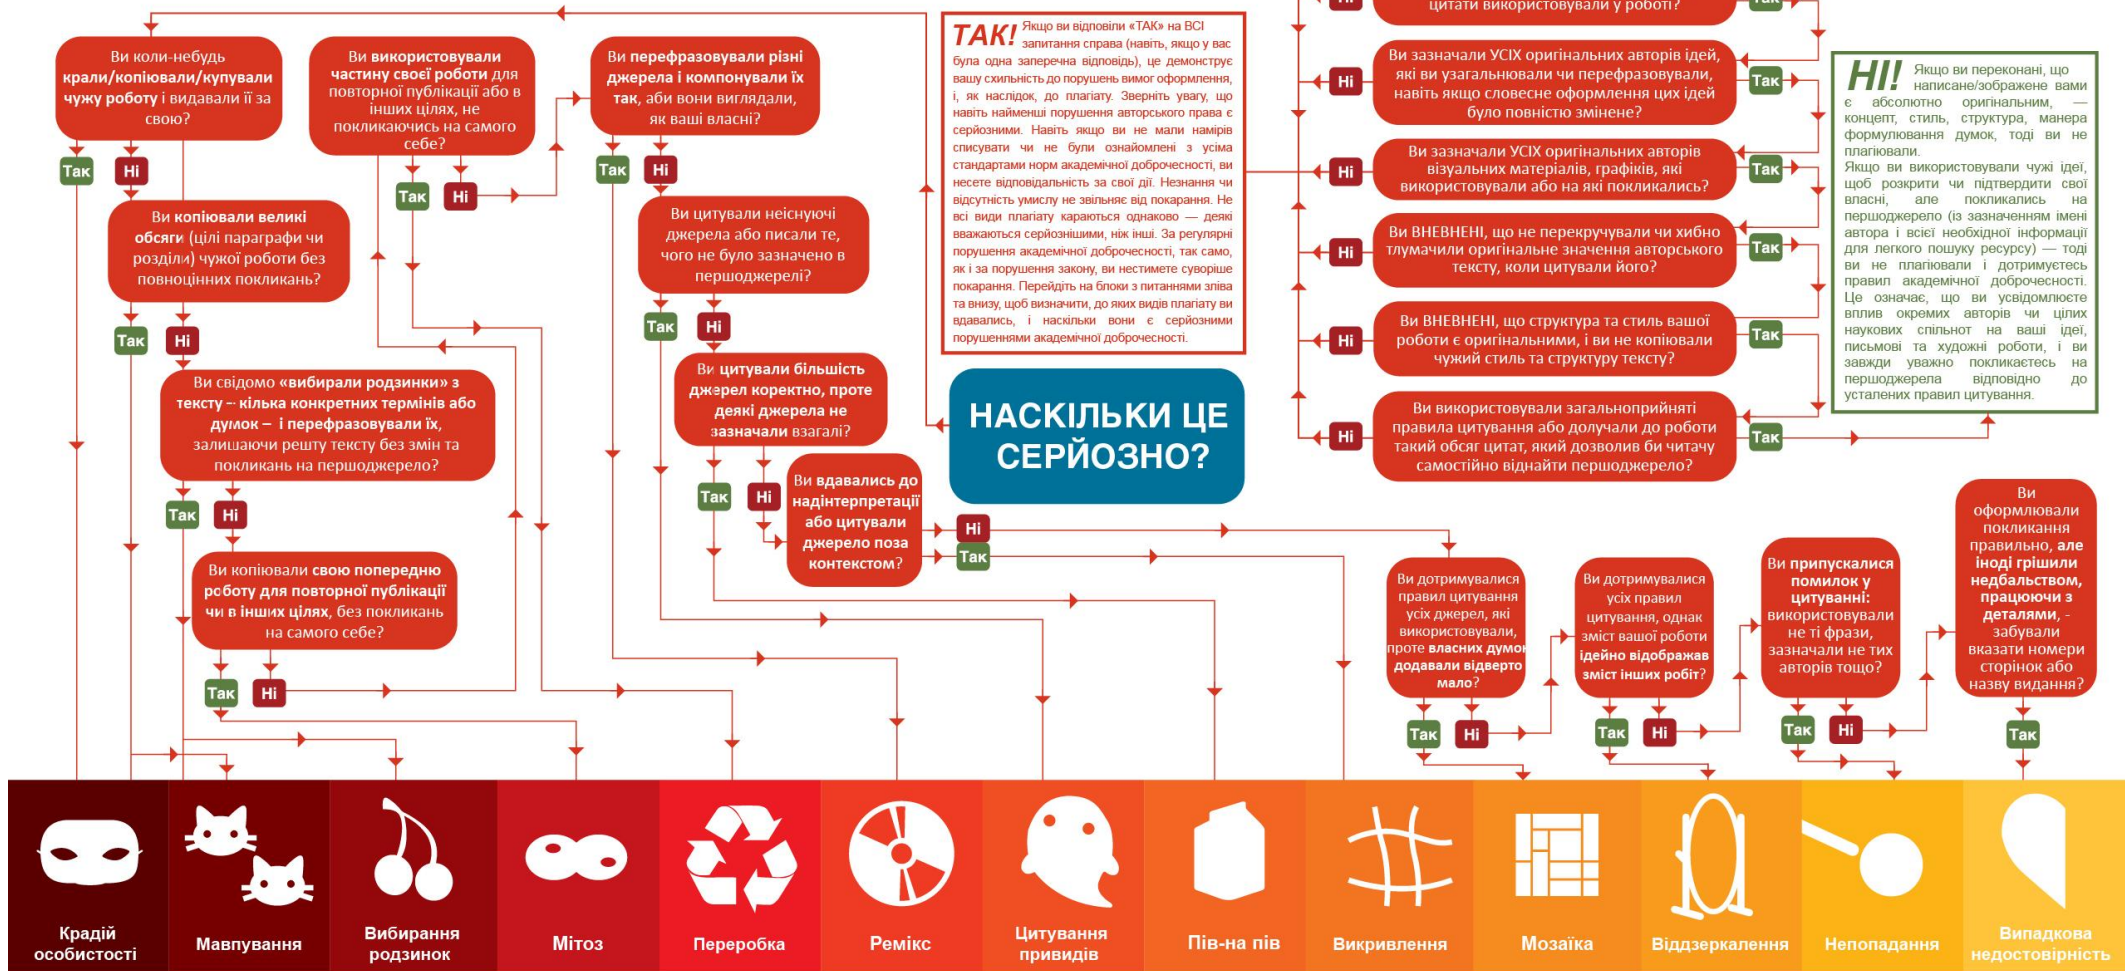 Ви коли-небудь
крали/копіювали/купували
чужу роботу і видавали її за
свою?
Так
Ні
Ви копіювали великі
обсяги (цілі параграфи чи
розділи) чужої роботи без
повноцінних покликань?
Так
Ні
Ви свідомо «вибирали родзинки» з
тексту – кілька конкретних термінів або
думок – і перефразовували їх,
залишаючи решту тексту без змін та
покликань на першоджерело?
Так
Ні
Ви копіювали свою попередню
роботу для повторної публікації
чи в інших цілях, без покликань
на самого себе?
Так
Ні
Ви використовували
частину своєї роботи для
повторної публікації або в
інших цілях, не
покликаючись на самого
себе?
Так
Ні
Ви перефразовували різні
джерела і компонували їх
так, аби вони виглядали,
як ваші власні?
Так
Ні
Ви цитували неіснуючі
джерела або писали те,
чого не було зазначено в
першоджерелі?
Так
Ні
Ви цитували більшість
джерел коректно, проте
деякі джерела не
зазначали взагалі?
Так
Ні
Ви вдавались до
надінтерпретації
або цитували
джерело поза
контекстом?
Ні
Так
ТАК! Якщо ви відповіли «ТАК» на ВСІ
запитання справа (навіть, якщо у вас
була одна заперечна відповідь), це демонструє
вашу схильність до порушень вимог оформлення,
і, як наслідок, до плагіату. Зверніть увагу, що
навіть найменші порушення авторського права є
серйозними. Навіть якщо ви не мали намірів
списувати чи не були ознайомлені з усіма
стандартами норм академічної доброчесності, ви
несете відповідальність за свої дії. Незнання чи
відсутність умислу не звільняє від покарання. Не
всі види плагіату караються однаково — деякі
вважаються серйознішими, ніж інші. За регулярні
порушення академічної доброчесності, так само,
як і за порушення закону, ви нестимете суворіше
покарання. Перейдіть на блоки з питаннями зліва
та внизу, щоб визначити, до яких видів плагіату ви
вдавались, і наскільки вони є серйозними
порушеннями академічної доброчесності.
НАСКІЛЬКИ ЦЕ
СЕРЙОЗНО?
цитати використовували у роботі?
Ні
Так
Ви зазначали УСІХ оригінальних авторів ідей,
які ви узагальнювали чи перефразовували,
навіть якщо словесне оформлення цих ідей
було повністю змінене?
Ні
Так
Ви зазначали УСІХ оригінальних авторів
візуальних матеріалів, графіків, які
використовували або на які покликались?
Ні
Так
Ви ВНЕВНЕНІ, що не перекручували чи хибно
тлумачили оригінальне значення авторського
тексту, коли цитували його?
Ні
Так
Ви ВНЕВНЕНІ, що структура та стиль вашої
роботи є оригінальними, і ви не копіювали
чужий стиль та структуру тексту?
Ні
Так
Ви використовували загальноприйняті
правила цитування або долучали до роботи
такий обсяг цитат, який дозволив би читачу
самостійно віднайти першоджерело?
Ні
Так
НІ! Якщо ви переконані, що
написане/зображене вами
є абсолютно оригінальним, —
концепт, стиль, структура, манера
формулювання думок, тоді ви не
плагіювали.
Якщо ви використовували чужі ідеї,
щоб розкрити чи підтвердити свої
власні, але покликались на
першоджерело (із зазначенням імені
автора і всієї необхідної інформації
для легкого пошуку ресурсу) — тоді
ви не плагіювали і дотримуєтесь
правил академічної доброчесності.
Це означає, що ви усвідомлюєте
вплив окремих авторів чи цілих
наукових спільнот на ваші ідеї,
письмові та художні роботи, і ви
завжди уважно покликаєтесь на
першоджерела відповідно до
усталених правил цитування.
Ви дотримувалися
правил цитування
усіх джерел, які
використовували,
проте власних думок
додавали відверто
мало?
Так
Ні
Ви дотримувалися
усіх правил
цитування, однак
зміст вашої роботи
ідейно відображав
зміст інших робіт?
Так
Ні
Ви припускалися
помилок у
цитуванні:
використовували
не ті фрази,
зазначали не тих
авторів тощо?
Так
Ні
Ви
оформлювали
покликання
правильно, але
іноді грішили
недбальством,
працюючи з
деталями, -
забували
вказати номери
сторінок або
назву видання?
Так
Крадій
особистості
Мавпування
Вибирання
родзинок
Мітоз
Переробка
Ремікс
Цитування
привидів
Пів-на пів
Викривлення
Мозаїка
Віддзеркалення
Непопадання
Випадкова
недостовірність